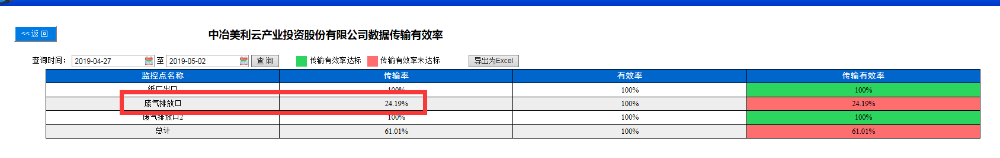 << 返 回
中冶美利云产业投资股份有限公司数据传输有效率
查询时间： 2019-04-27 至 2019-05-02 查 询 传输有效率达标 传输有效率未达标 导出为Excel
监控点名称 传输率 有效率 传输有效率
纸厂出口 100% 100% 100%
废气排放口 24.19% 100% 24.19%
废气排放口2 100% 100% 100%
总计 61.01% 100% 61.01%